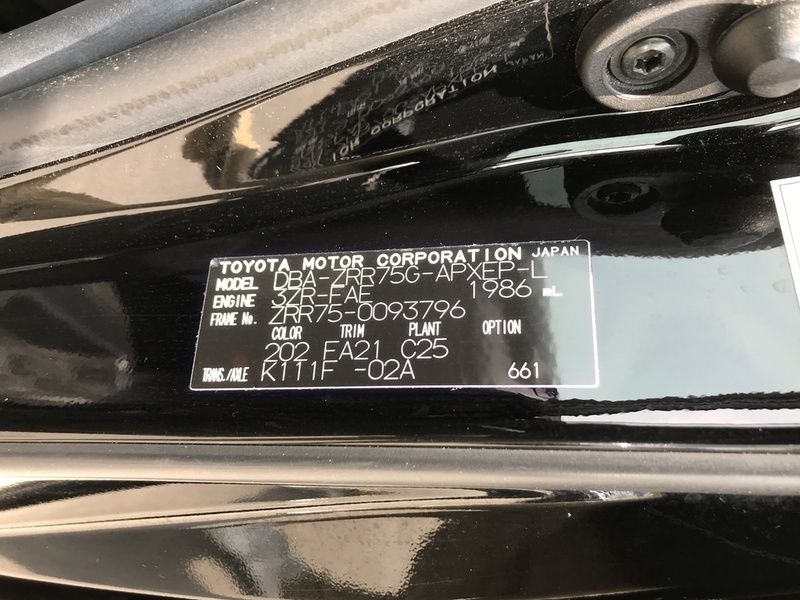 TOYOTA MOTOR CORPORATION JAPAN
MODEL DBA-ZRR75G-APXEP-L
ENGINE 3ZR-FAE 1986 mL
FRAME No. ZRR75-0093796
COLOR TRIM PLANT OPTION
202 FA21 C25
TRANS./AXLE K111F -02A 661